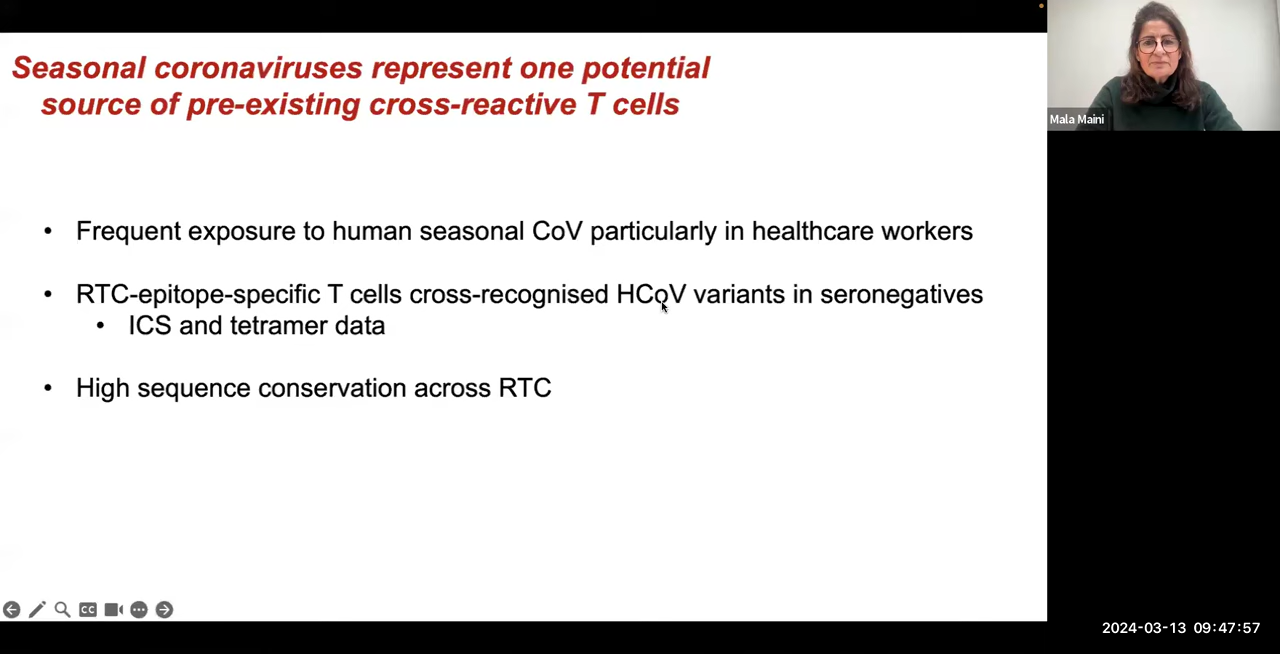 Seasonal coronaviruses represent one potential
source of pre-existing cross-reactive T cells
• Frequent exposure to human seasonal CoV particularly in healthcare workers
• RTC-epitope-specific T cells cross-recognised HCoV variants in seronegatives
• ICS and tetramer data
• High sequence conservation across RTC
CC
Mala Maini
2024-03-13 09:47:57